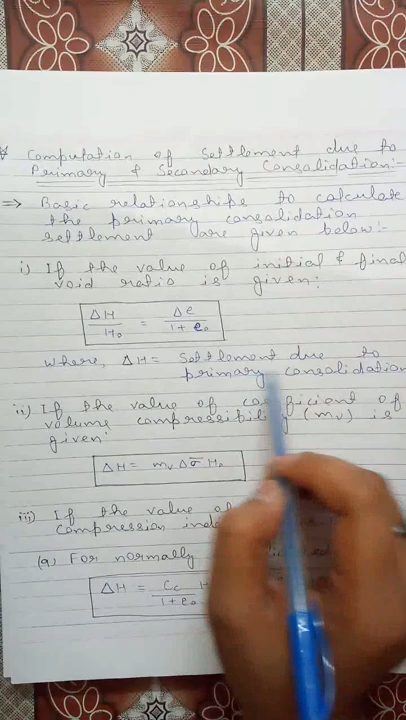 Computation of Settlement due to
Primary & Secondary Consolidation:-
⇒ Basic relationships to calculate
the primary consolidation
settlement are given below:-
i) If the value of initial & final
void ratio is given:
ΔH/H₀ = Δe/1+e₀
where, ΔH = Settlement due to
primary consolidation
ii) If the value of coefficient of
volume compressibility (mᵥ) is
given:
ΔH = mᵥ Δσ̄ H₀
iii) If the value of
compression
(a) For normally
ΔH = C꜀/1+e₀ H